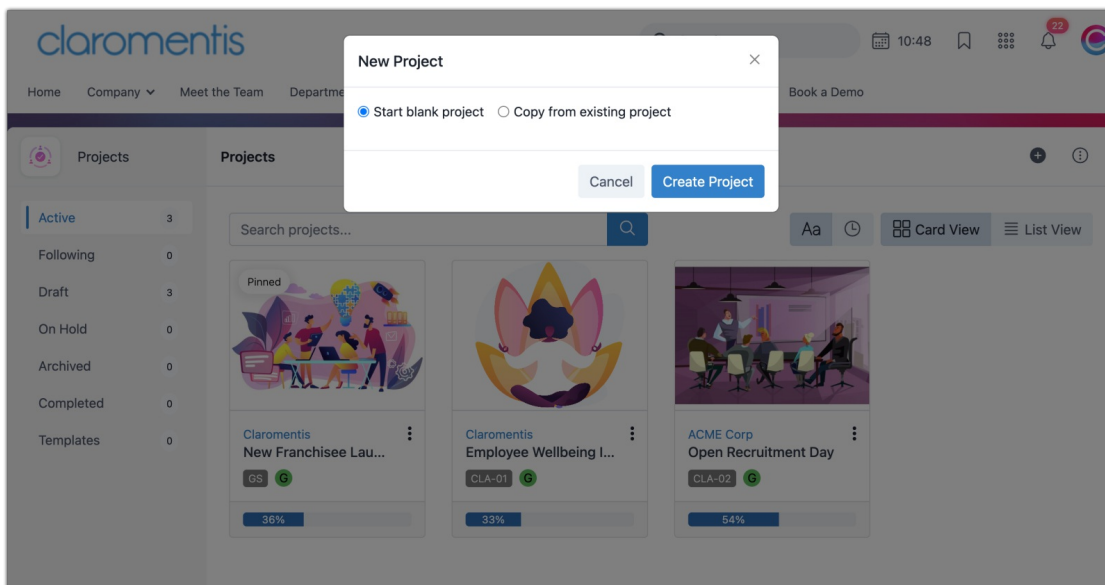 claromentis
22
10:48
Home Company Meet the Team Departme Book a Demo
New Project
Start blank project Copy from existing project
Cancel Create Project
Projects
Projects
Active 3
Following 0
Draft 3
On Hold 0
Archived 0
Completed 0
Templates 0
Search projects...
Aa Card View List View
Pinned
Claromentis
New Franchisee Lau...
GS G
36%
Claromentis
Employee Wellbeing I...
CLA-01 G
33%
ACME Corp
Open Recruitment Day
CLA-02 G
54%